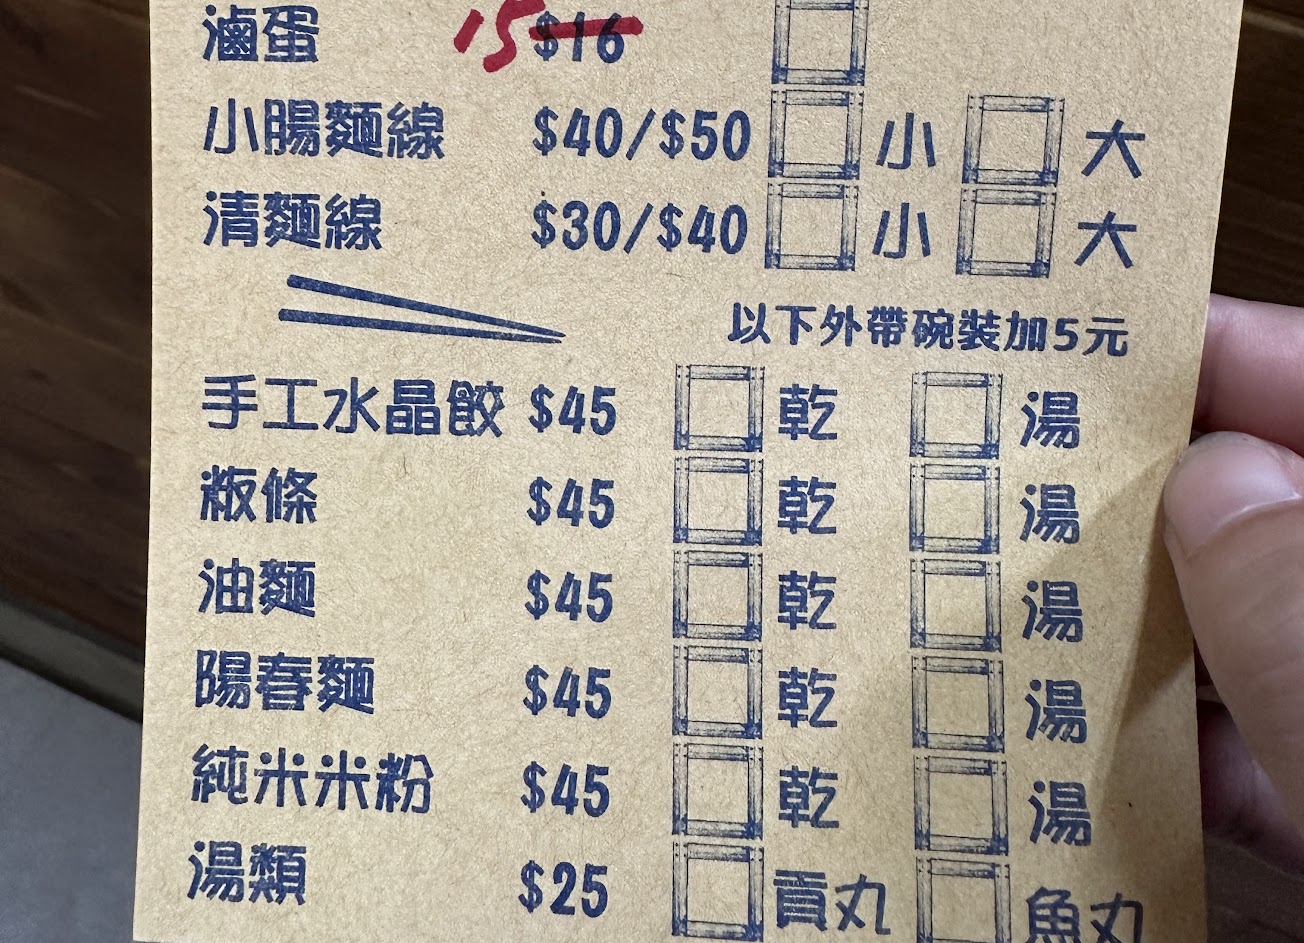 滷蛋 15 $16
小腸麵線 $40/$50 小 大
清麵線 $30/$40 小 大
以下外帶碗裝加5元
手工水晶餃 $45 乾 湯
粄條 $45 乾 湯
油麵 $45 乾 湯
陽春麵 $45 乾 湯
純米米粉 $45 乾 湯
湯類 $25 貢丸 魚丸